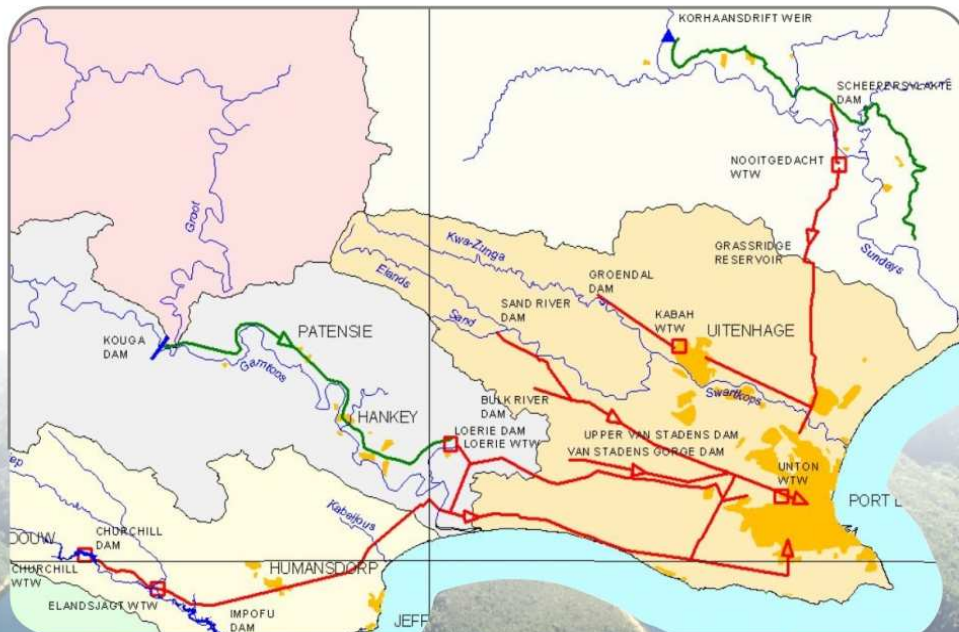 KORHAANSDRIFT WEIR
SCHEEPERSVLAKTE
DAM
NOOITGEDACHT
WTW
Groot
Kwa-Zunga
GRASSRIDGE
RESERVOIR
Sundays
Elands
GROENDAL
DAM
SAND RIVER
DAM
Sand
KABAH
WTW
UITENHAGE
PATENSIE
KOUGA
DAM
Gamtoos
Swartkops
BULK RIVER
DAM
HANKEY
LOERIE DAM
LOERIE WTW
UPPER VAN STADENS DAM
VAN STADENS GORGE DAM
UNTON
WTW
PORT
Kabeljous
CHURCHILL
DAM
DOUW
CHURCHILL
WTW
HUMANSDORP
ELANDSJAGT WTW
IMPOFU
DAM
JEFF